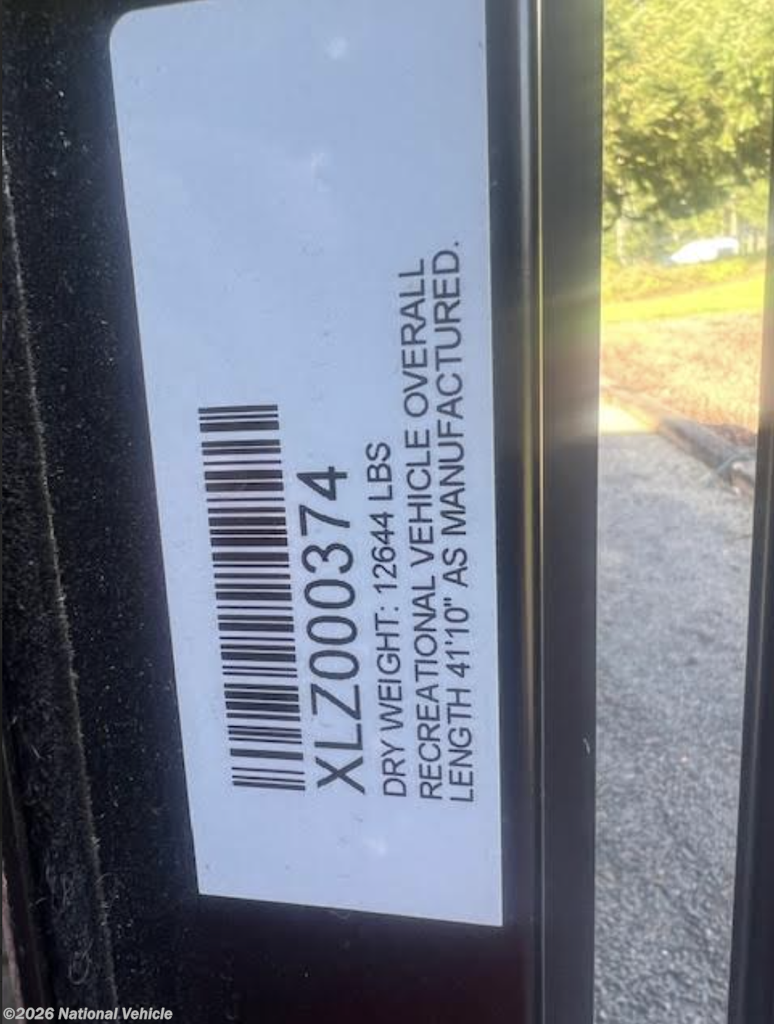 XLZ000374
DRY WEIGHT: 12644 LBS
RECREATIONAL VEHICLE OVERALL
LENGTH 41'10" AS MANUFACTURED.
©2026 National Vehicle